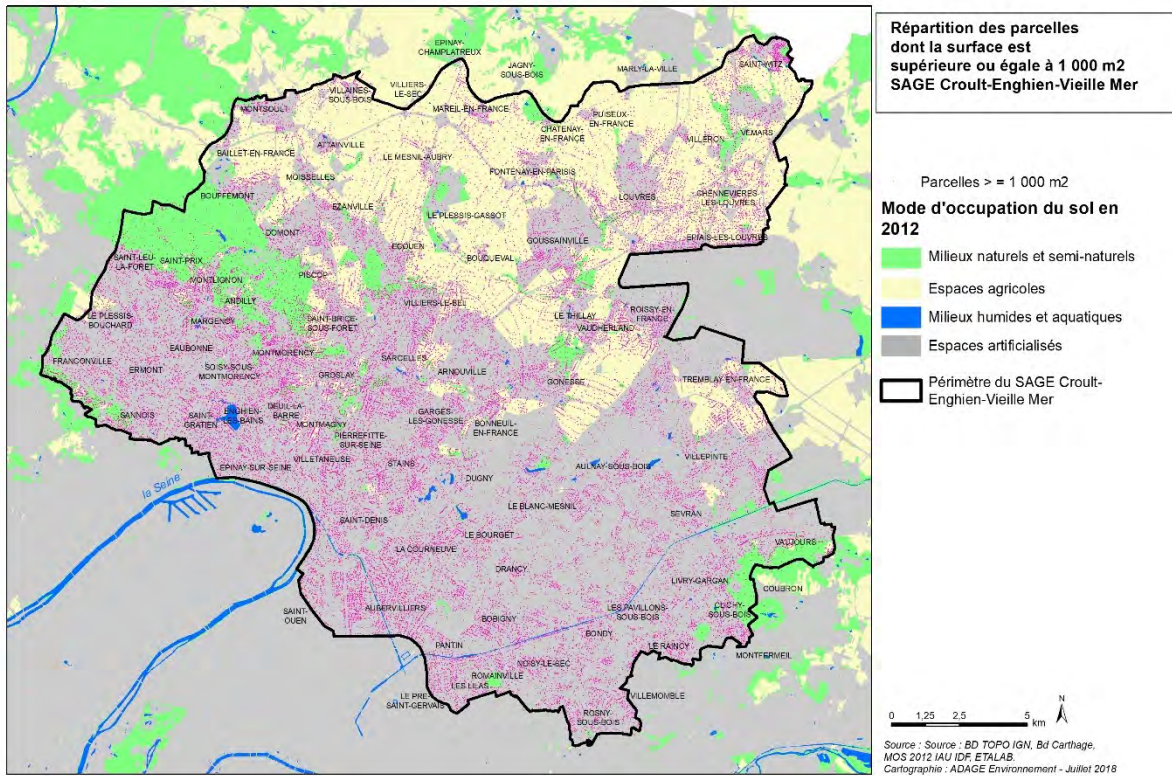 Répartition des parcelles
dont la surface est
supérieure ou égale à 1 000 m2
SAGE Croult-Enghien-Vieille Mer
Parcelles > = 1 000 m2
Mode d'occupation du sol en
2012
Milieux naturels et semi-naturels
Espaces agricoles
Milieux humides et aquatiques
Espaces artificialisés
Périmètre du SAGE Croult-
Enghien-Vieille Mer
EPINAY-
CHAMPLATREUX
JAGNY-
SOUS-BOIS
MARLY-LA-VILLE
SAINT-WITZ
VILLAINES-
SOUS-BOIS
VILLIERS-
LE-SEC
MONTSOULT
MAREIL-EN-FRANCE
PUISEUX-
EN-FRANCE
CHATENAY-
EN-FRANCE
VEMARS
VILLERON
ATTAINVILLE
BAILLET-EN-FRANCE
LE MESNIL-AUBRY
FONTENAY-EN-PARISIS
MOISSELLES
BOUFFEMONT
LOUVRES
CHENNEVIERES
LES-LOUVRES
EZANVILLE
LE PLESSIS-GASSOT
DOMONT
EPIAIS-LES-LOUVRES
GOUSSAINVILLE
ECOUEN
BOUQUEVAL
SAINT-LEU
LA-FORET
SAINT-PRIX
PISCOP
MONTLIGNON
ANDILLY
VILLIERS-LE-BEL
ROISSY-EN-
FRANCE
LE PLESSIS-
BOUCHARD
MARGENCY
SAINT-BRICE-
SOUS-FORET
LE THILLAY
VAUDHERLAND
EAUBONNE
MONTMORENCY
SARCELLES
FRANCONVILLE
ERMONT
SOISY-SOUS-
MONTMORENCY
GROSLAY
ARNOUVILLE
GONESSE
TREMBLAY-EN-FRANCE
SANNOIS
SAINT-
GRATIEN
ENGHIEN-
LES-BAINS
DEUIL-LA-
BARRE
MONTMAGNY
GARGES-
LES-GONESSE
BONNEUIL-
EN-FRANCE
PIERREFITTE-
SUR-SEINE
VILLETANEUSE
STAINS
EPINAY-SUR-SEINE
AULNAY-SOUS-BOIS
VILLEPINTE
DUGNY
la Seine
LE BLANC-MESNIL
SEVRAN
SAINT-DENIS
LE BOURGET
VAUJOURS
LA COURNEUVE
DRANCY
LIVRY-GARGAN
COUBRON
SAINT-
OUEN
AUBERVILLIERS
BOBIGNY
LES PAVILLONS-
SOUS-BOIS
CLICHY-
SOUS-BOIS
BONDY
PANTIN
LE RAINCY
MONTFERMEIL
NOISY-LE-SEC
ROMAINVILLE
LES LILAS
LE PRE-
SAINT-GERVAIS
VILLEMOMBLE
ROSNY-
SOUS-BOIS
N
0 1,25 2,5 5
km
Source : Source : BD TOPO IGN, Bd Carthage,
MOS 2012 IAU IDF, ETALAB.
Cartographie : ADAGE Environnement - Juillet 2018